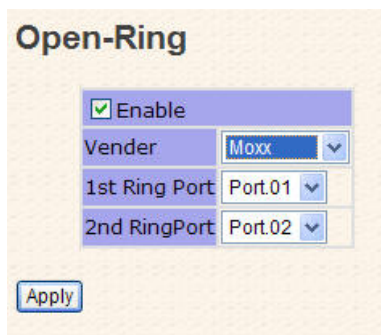 Open-Ring
Enable
Vender Moxx
1st Ring Port Port.01
2nd RingPort Port.02
Apply